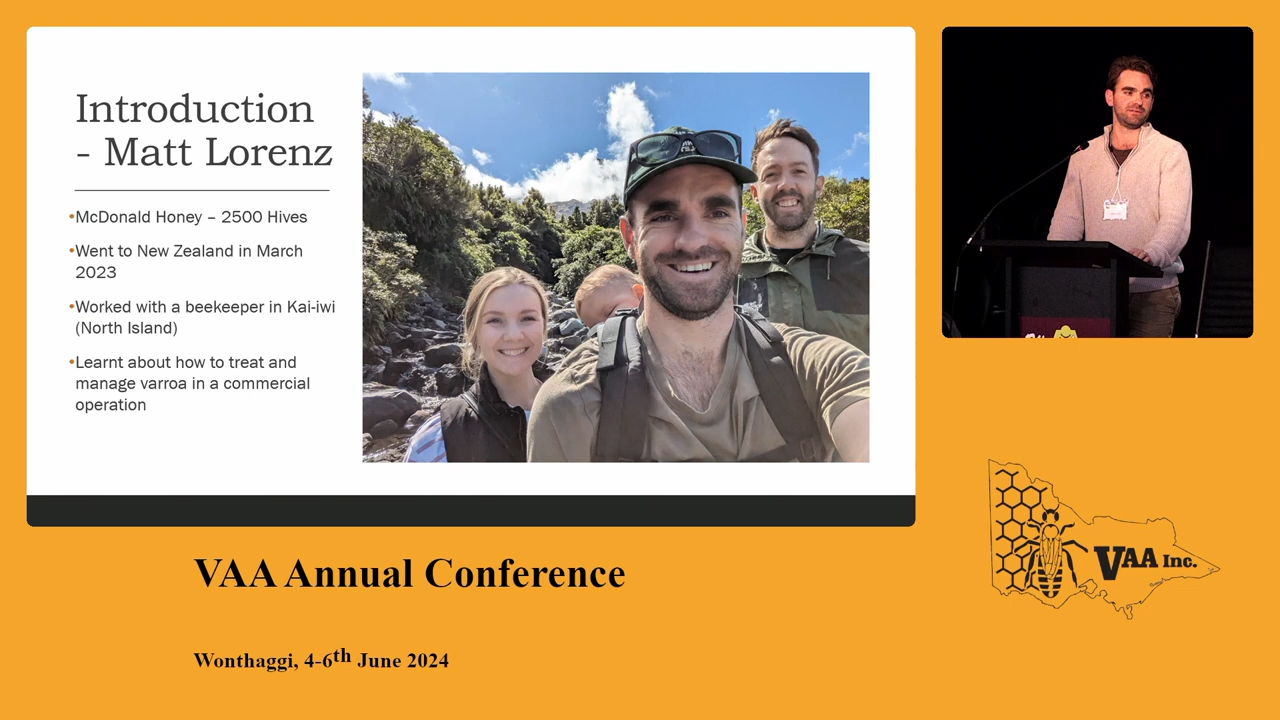 Introduction
- Matt Lorenz
•McDonald Honey – 2500 Hives
•Went to New Zealand in March
2023
•Worked with a beekeeper in Kai-iwi
(North Island)
•Learnt about how to treat and
manage varroa in a commercial
operation
VAA Inc.
VAA Annual Conference
Wonthaggi, 4-6th June 2024